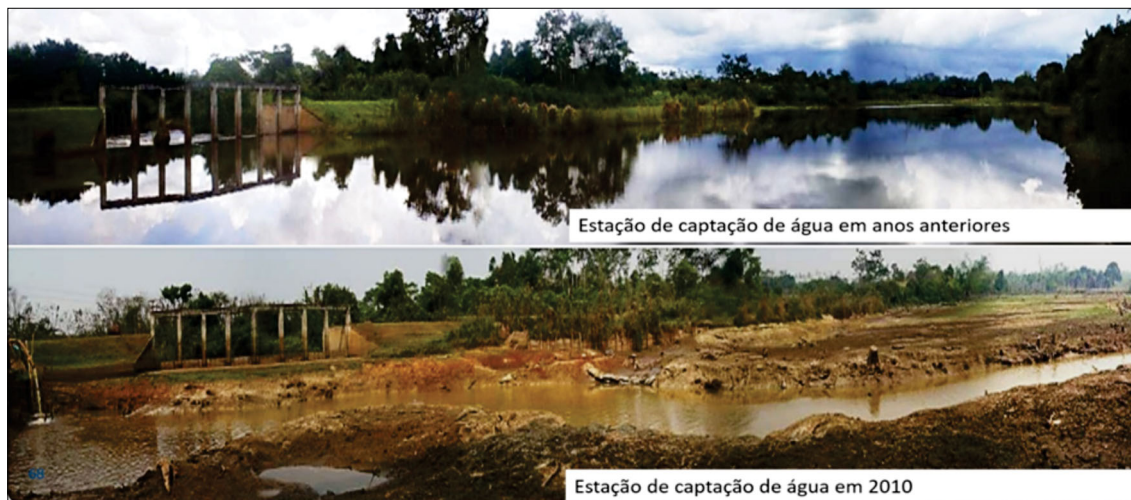 Estação de captação de água em anos anteriores
Estação de captação de água em 2010